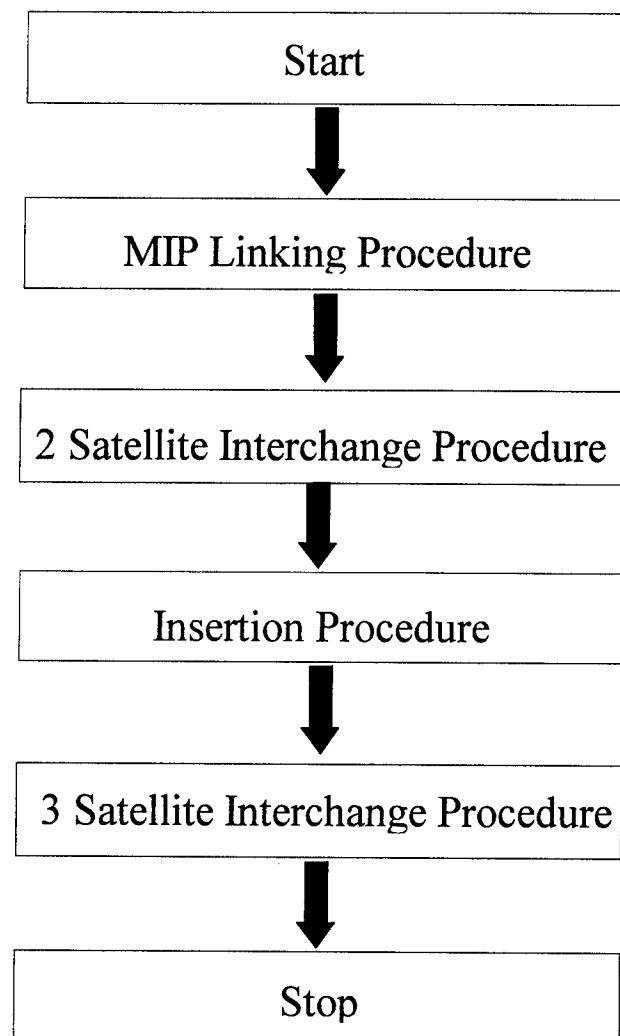 Start
MIP Linking Procedure
2 Satellite Interchange Procedure
Insertion Procedure
3 Satellite Interchange Procedure
Stop